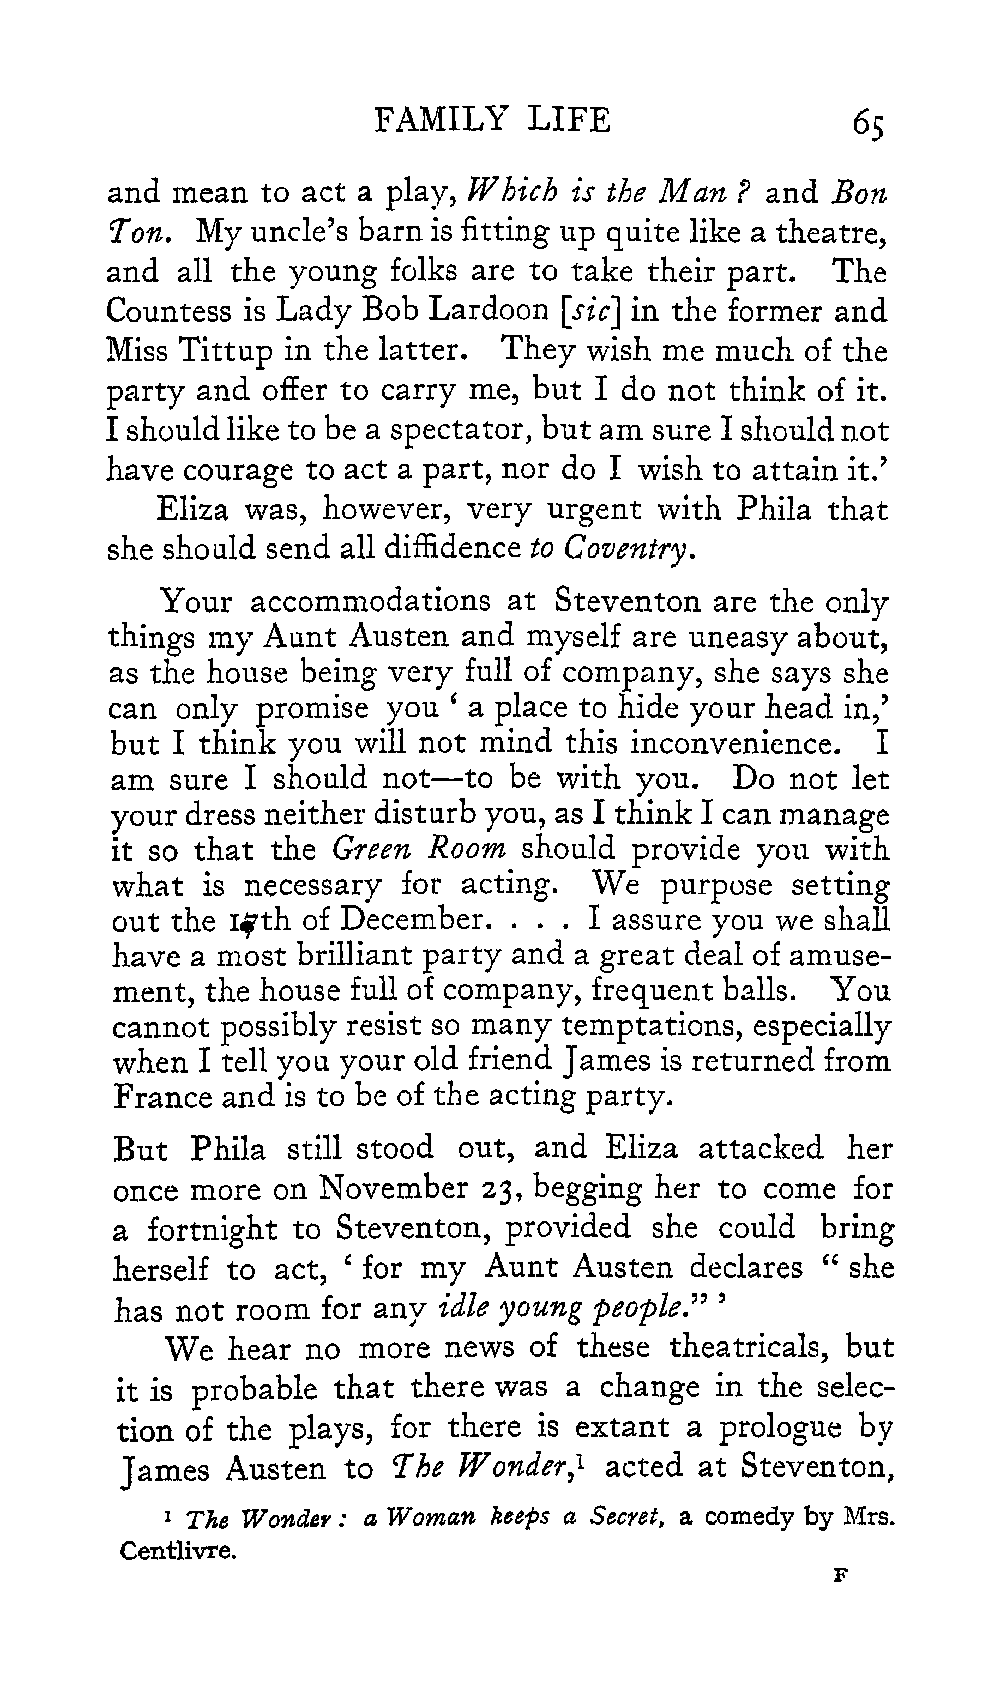 FAMILY LIFE 65
and mean to act a play, Which is the Man ? and Bon
Ton. My uncle's barn is fitting up quite like a theatre,
and all the young folks are to take their part. The
Countess is Lady Bob Lardoon [sic] in the former and
Miss Tittup in the latter. They wish me much of the
party and offer to carry me, but I do not think of it.
I should like to be a spectator, but am sure I should not
have courage to act a part, nor do I wish to attain it.'
Eliza was, however, very urgent with Phila that
she should send all diffidence to Coventry.
Your accommodations at Steventon are the only
things my Aunt Austen and myself are uneasy about,
as the house being very full of company, she says she
can only promise you ' a place to hide your head in,'
but I think you will not mind this inconvenience. I
am sure I should not—to be with you. Do not let
your dress neither disturb you, as I think I can manage
it so that the Green Room should provide you with
what is necessary for acting. We purpose setting
out the of December. . . . I assure you we shall
have a most brilliant party and a great deal of amuse-
ment, the house full of company, frequent balls. You
cannot possibly resist so many temptations, especially
when I tell you your old friend James is returned from
France and is to be of the acting party.
But Phila still stood out, and Eliza attacked her
once more on November 23, begging her to come for
a fortnight to Steventon, provided she could bring
herself to act, ' for my Aunt Austen declares " she
has not room for any idle young people." '
We hear no more news of these theatricals, but
it is probable that there was a change in the selec-
tion of the plays, for there is extant a prologue by
James Austen to The Wonder,¹ acted at Steventon,
¹ The Wonder : a Woman keeps a Secret, a comedy by Mrs.
Centlivre.
F